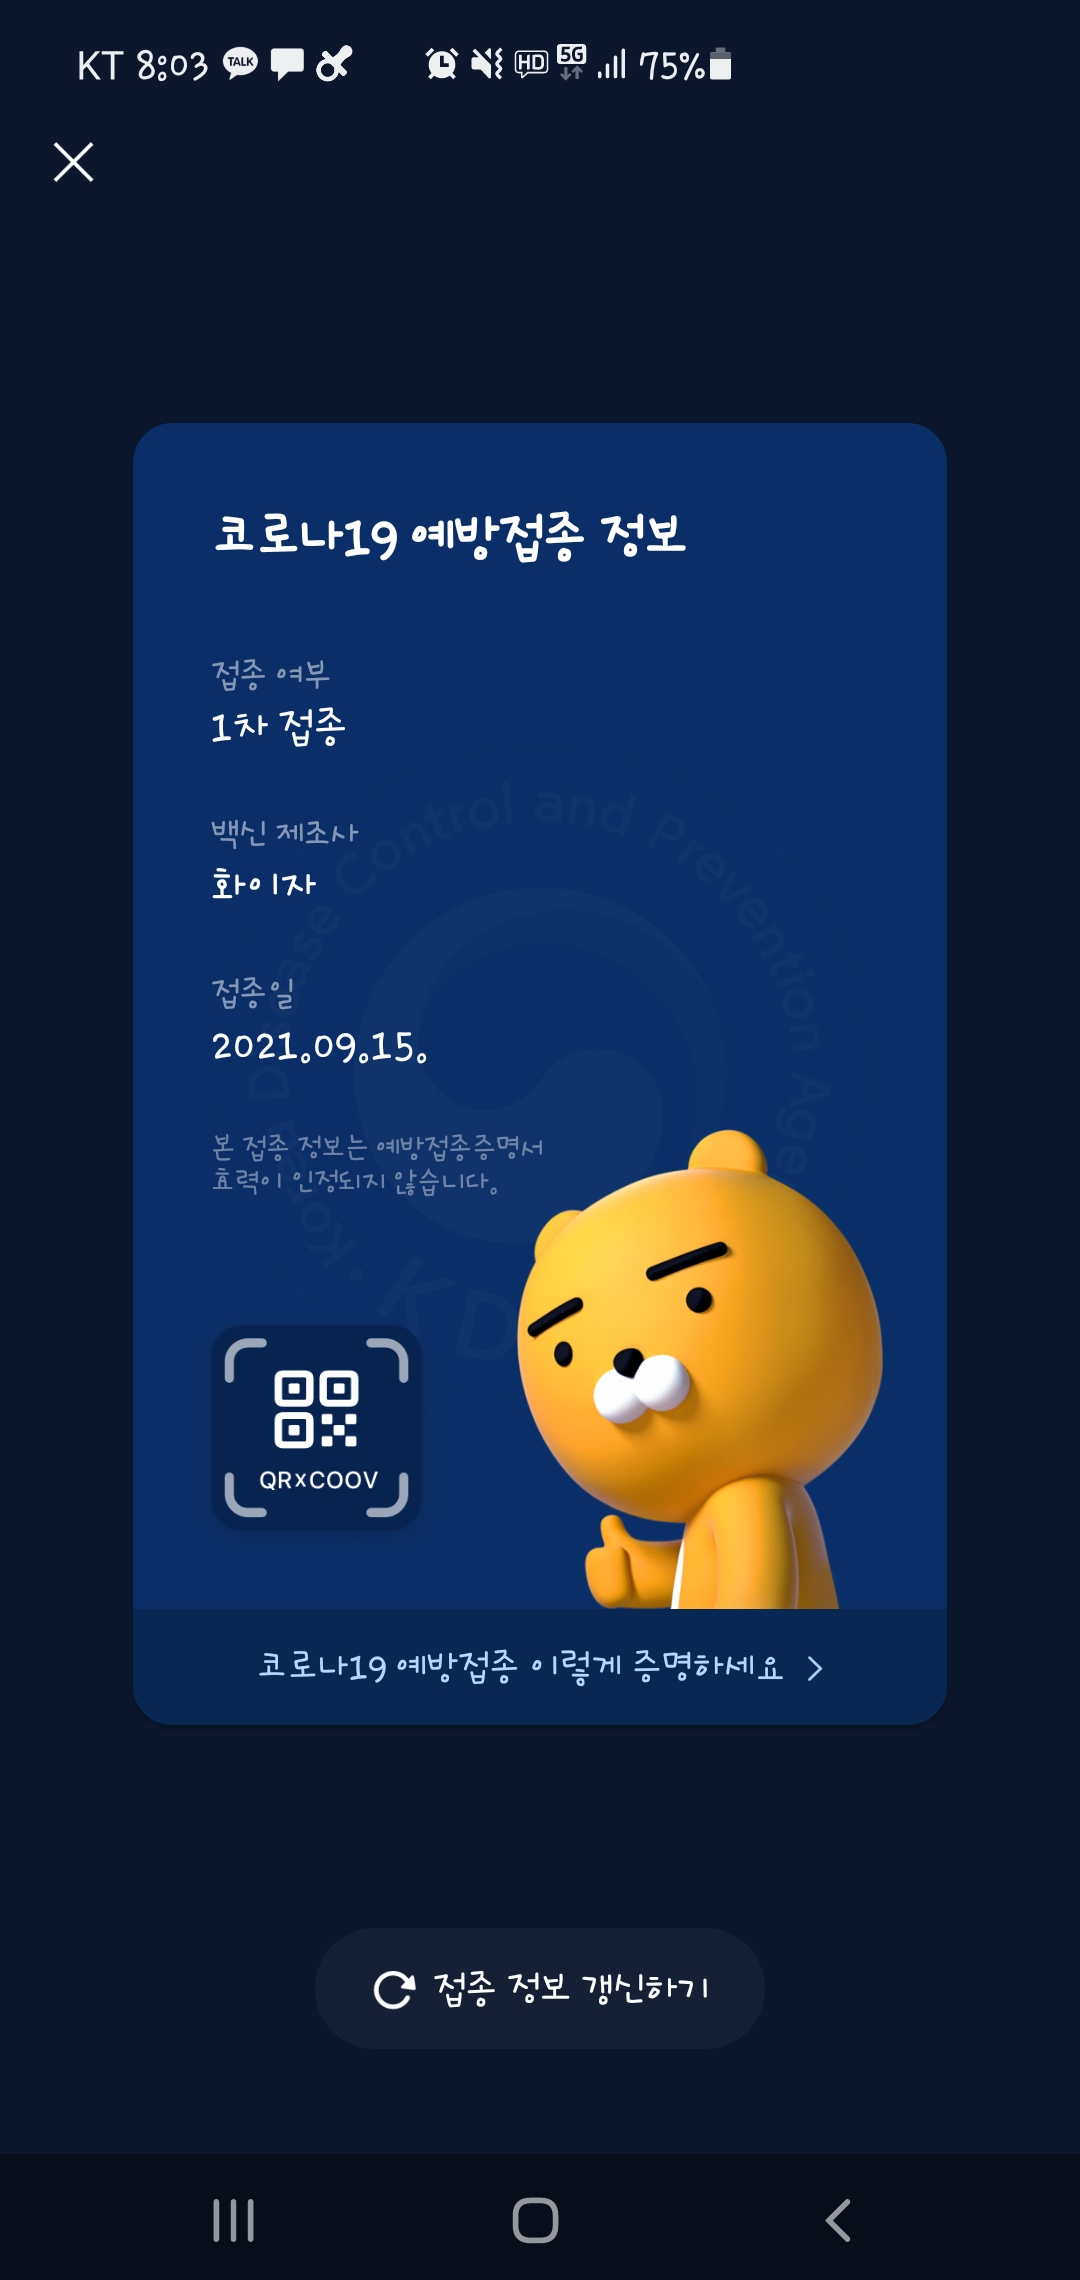 KT 8:03 TALK HD 5G 75%
코로나19 예방접종 정보
접종 여부
1차 접종
백신 제조사
화이자
접종일
2021.09.15.
본 접종 정보는 예방접종증명서
효력이 인정되지 않습니다.
Korea Disease Control and Prevention Age
KD
QRxCOOV
코로나19 예방접종 이렇게 증명하세요
접종 정보 갱신하기